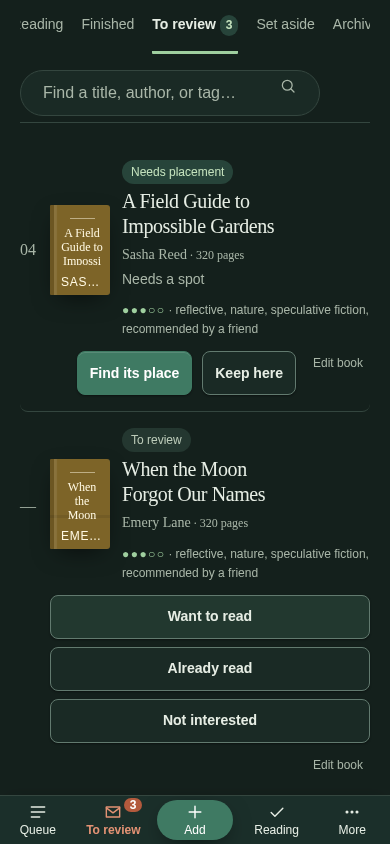 eading Finished To review 3 Set aside Archiv
Find a title, author, or tag…
Needs placement
04
A Field
Guide to
Impossi
SAS…
A Field Guide to
Impossible Gardens
Sasha Reed · 320 pages
Needs a spot
●●●○○ · reflective, nature, speculative fiction,
recommended by a friend
Find its place Keep here Edit book
To review
—
When
the
Moon
EME…
When the Moon
Forgot Our Names
Emery Lane · 320 pages
●●●○○ · reflective, nature, speculative fiction,
recommended by a friend
Want to read
Already read
Not interested
Edit book
3
Queue To review Add Reading More